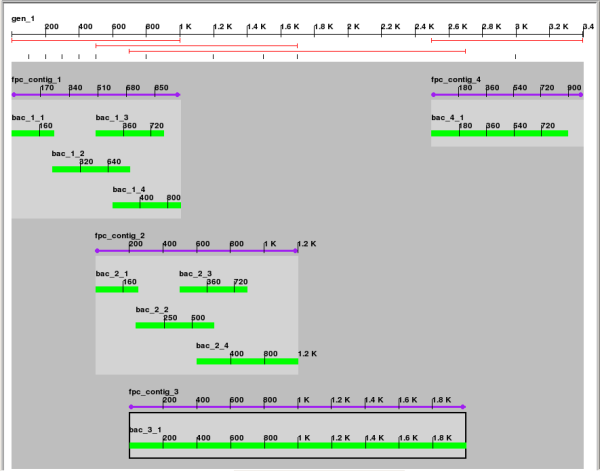 gen_1
200 400 600 800 1 K 1.2 K 1.4 K 1.6 K 1.8 K 2 K 2.2 K 2.4 K 2.6 K 2.8 K 3 K 3.2 K 3.4
fpc_contig_1 fpc_contig_4
170 340 510 680 850 180 360 540 720 900
bac_1_1 bac_1_3 bac_4_1
160 360 720 180 360 540 720
bac_1_2
320 640
bac_1_4
400 800
fpc_contig_2
200 400 600 800 1 K 1.2 K
bac_2_1 bac_2_3
160 360 720
bac_2_2
250 500
bac_2_4
400 800 1.2 K
fpc_contig_3
200 400 600 800 1 K 1.2 K 1.4 K 1.6 K 1.8 K
bac_3_1
200 400 600 800 1 K 1.2 K 1.4 K 1.6 K 1.8 K